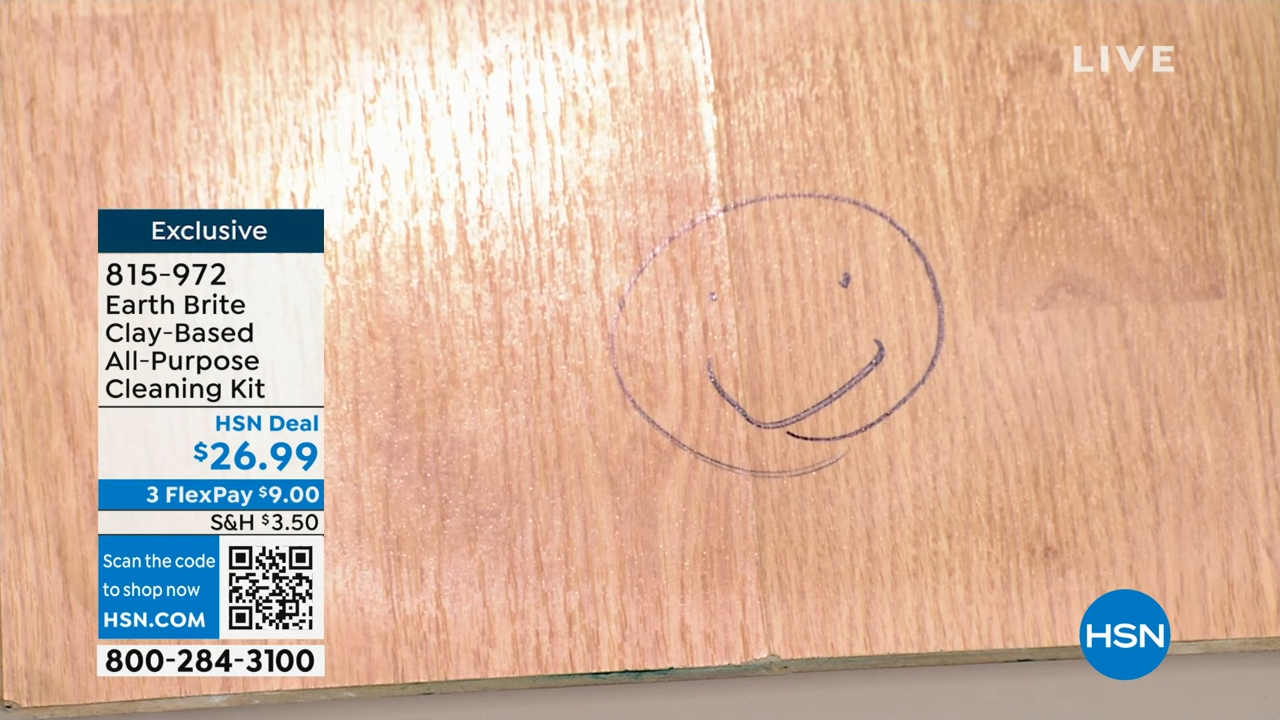 LIVE
Exclusive
815-972
Earth Brite
Clay-Based
All-Purpose
Cleaning Kit
HSN Deal
$26.99
3 FlexPay $9.00
S&H $3.50
Scan the code
to shop now
HSN.COM
800-284-3100
HSN